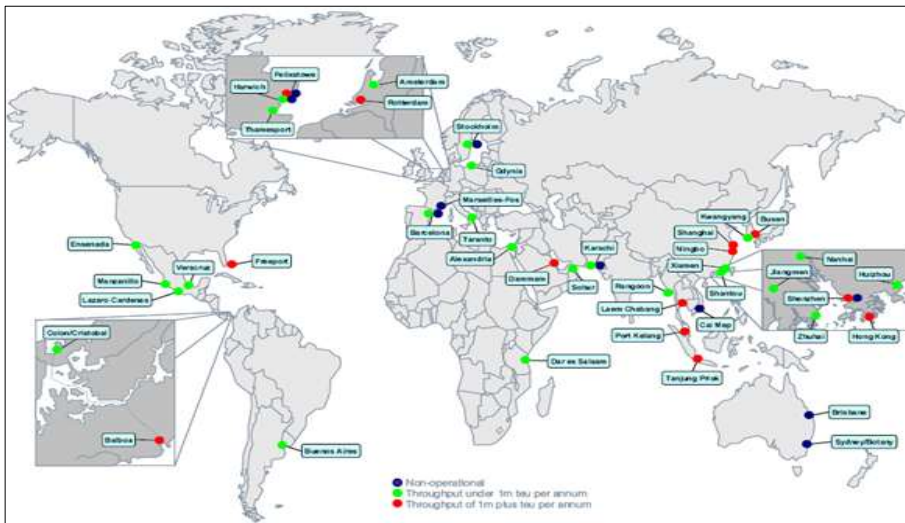 Felixstowe
Harwich
Thamesport
Amsterdam
Rotterdam
Stockholm
Gdynia
Marseilles-Fos
Barcelona
Taranto
Alexandria
Dammam
Sohar
Karachi
Kwangyang
Busan
Shanghai
Ningbo
Xiamen
Shantou
Nanhai
Jiangmen
Huizhou
Shenzhen
Zhuhai
Hong Kong
Rangoon
Laem Chabang
Cai Mep
Port Kelang
Tanjung Priok
Ensenada
Freeport
Veracruz
Manzanillo
Lazaro Cardenas
Colon/Cristobal
Balboa
Buenos Aires
Dar es Salaam
Brisbane
Sydney/Botany
Non-operational
Throughput under 1m teu per annum
Throughput of 1m plus teu per annum